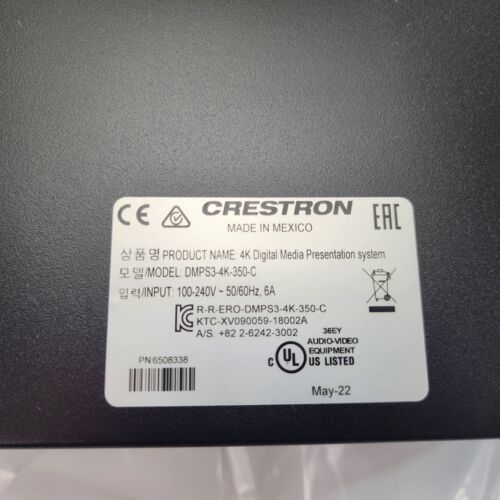 CE CRESTRON EAC
MADE IN MEXICO
상품명 PRODUCT NAME: 4K Digital Media Presentation system
모델/MODEL: DMPS3-4K-350-C
입력/INPUT: 100-240V ~ 50/60Hz, 6A
R-R-ERO-DMPS3-4K-350-C
KTC-XV090059-18002A
A/S: +82 2-6242-3002
PN 6508338
36EY
AUDIO-VIDEO
EQUIPMENT
C UL US LISTED
May-22